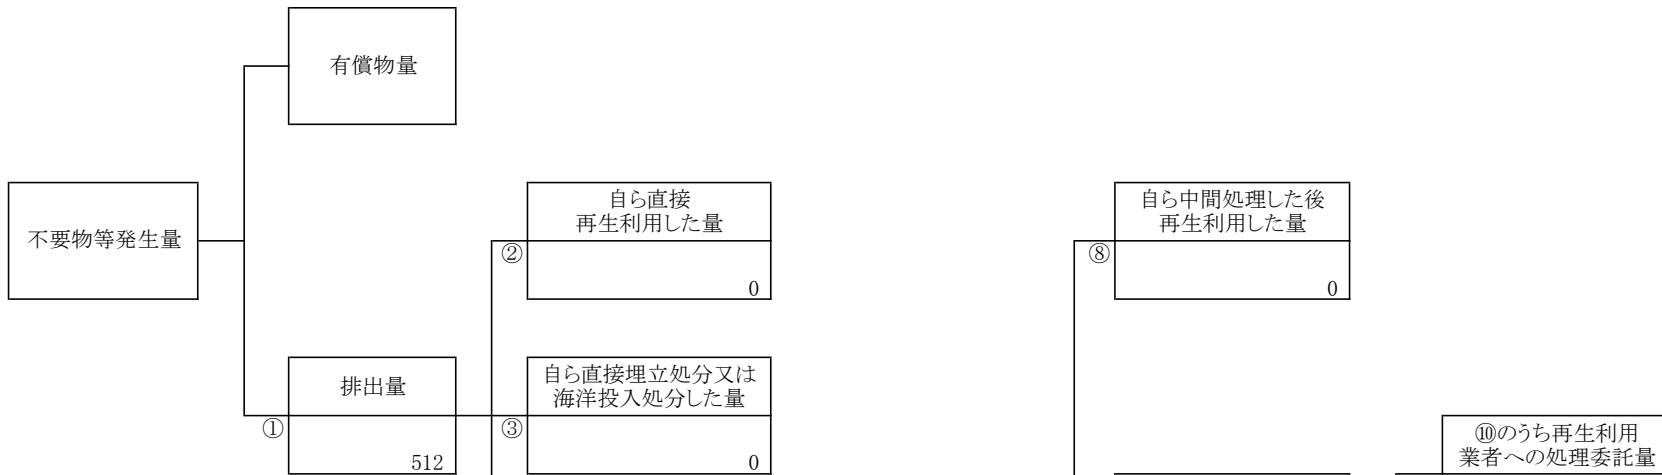 有償物量
不要物等発生量
自ら直接
再生利用した量
②
0
自ら中間処理した後
再生利用した量
⑧
0
排出量
①
512
自ら直接埋立処分又は
海洋投入処分した量
③
0
⑩のうち再生利用
業者への処理委託量